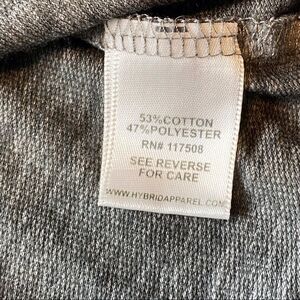 53%COTTON
47%POLYESTER
RN# 117508
SEE REVERSE
FOR CARE
WWW.HYBRIDAPPAREL.COM